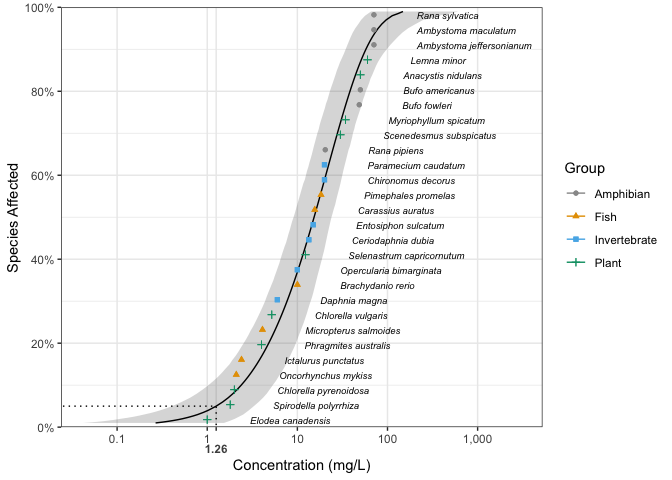 100%
80%
60%
40%
20%
0%
Species Affected
Rana sylvatica
Ambystoma maculatum
Ambystoma jeffersonianum
Lemna minor
Anacystis nidulans
Bufo americanus
Bufo fowleri
Myriophyllum spicatum
Scenedesmus subspicatus
Rana pipiens
Paramecium caudatum
Chironomus decorus
Pimephales promelas
Carassius auratus
Entosiphon sulcatum
Ceriodaphnia dubia
Selenastrum capricornutum
Opercularia bimarginata
Brachydanio rerio
Daphnia magna
Chlorella vulgaris
Micropterus salmoides
Phragmites australis
Ictalurus punctatus
Oncorhynchus mykiss
Chlorella pyrenoidosa
Spirodella polyrrhiza
Elodea canadensis
0.1
1
10
100
1,000
1.26
Concentration (mg/L)
Group
Amphibian
Fish
Invertebrate
Plant